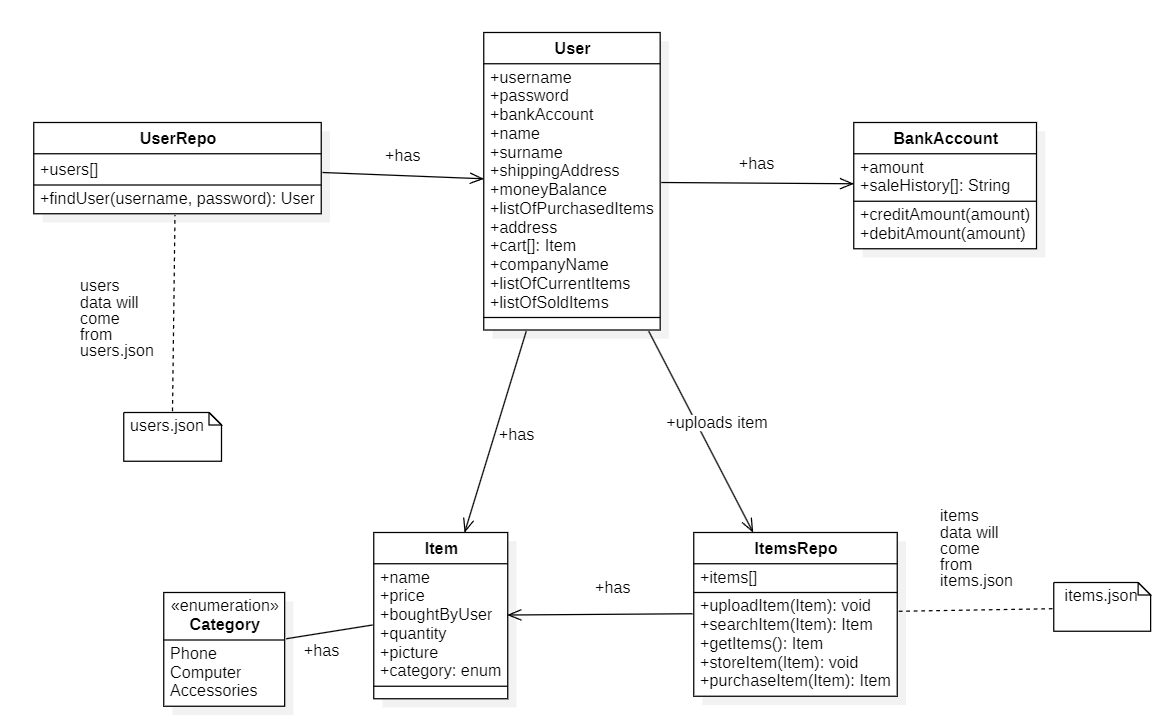 User
+username
+password
+bankAccount
+name
+surname
+shippingAddress
+moneyBalance
+listOfPurchasedItems
+address
+cart[]: Item
+companyName
+listOfCurrentItems
+listOfSoldItems
UserRepo
+users[]
+findUser(username, password): User
+has
+has
BankAccount
+amount
+saleHistory[]: String
+creditAmount(amount)
+debitAmount(amount)
users
data will
come
from
users.json
users.json
+has
+uploads item
items
data will
come
from
items.json
items.json
Item
+name
+price
+boughtByUser
+quantity
+picture
+category: enum
+has
ItemsRepo
+items[]
+uploadItem(Item): void
+searchItem(Item): Item
+getItems(): Item
+storeItem(Item): void
+purchaseItem(Item): Item
«enumeration»
Category
Phone
Computer
Accessories
+has